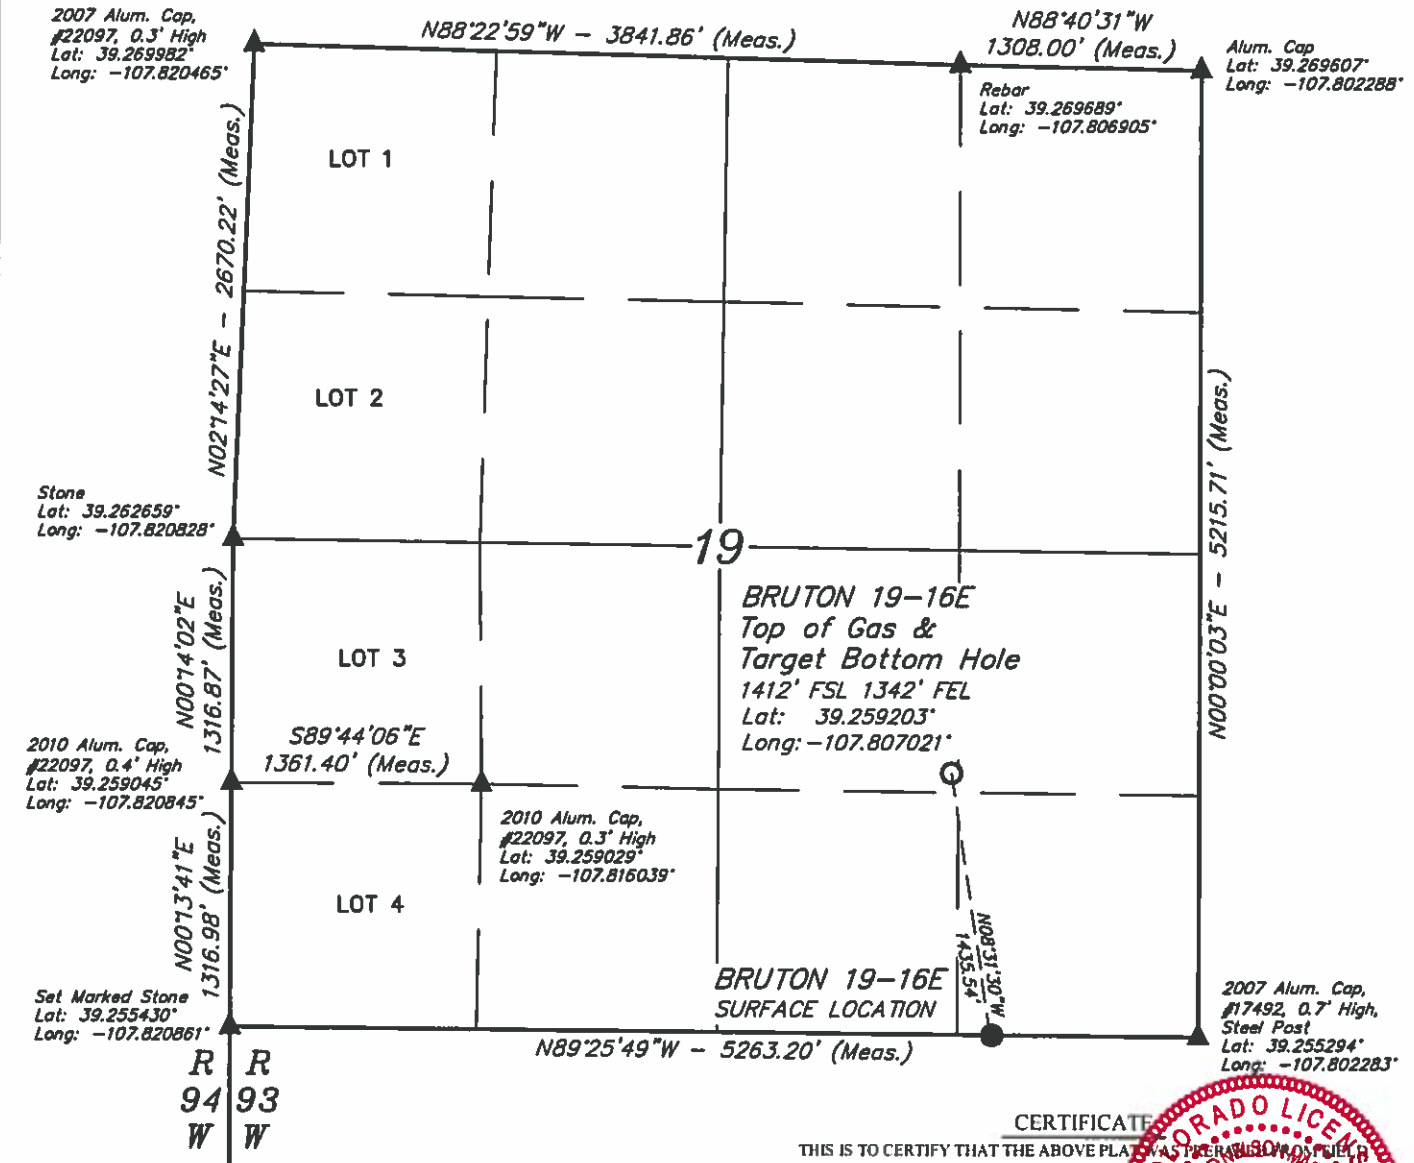 2007 Alum. Cap,
#22097, 0.3' High
Lat: 39.269982°
Long: -107.820465°
N88°22'59"W - 3841.86' (Meas.)
N88°40'31"W
1308.00' (Meas.)
Alum. Cap
Lat: 39.269607°
Long: -107.802288°
Rebar
Lat: 39.269689°
Long: -107.806905°
N02°14'27"E - 2670.22' (Meas.)
LOT 1
LOT 2
Stone
Lat: 39.262659°
Long: -107.820828°
19
N00°00'03"E - 5215.71' (Meas.)
BRUTON 19-16E
Top of Gas &
Target Bottom Hole
1412' FSL 1342' FEL
Lat: 39.259203°
Long: -107.807021°
N00°14'02"E
1316.87' (Meas.)
LOT 3
S89°44'06"E
1361.40' (Meas.)
2010 Alum. Cap,
#22097, 0.4' High
Lat: 39.259045°
Long: -107.820845°
2010 Alum. Cap,
#22097, 0.3' High
Lat: 39.259029°
Long: -107.816039°
N00°13'41"E
1316.98' (Meas.)
LOT 4
N08°31'30"W
1435.54'
BRUTON 19-16E
SURFACE LOCATION
Set Marked Stone
Lat: 39.255430°
Long: -107.820861°
2007 Alum. Cap,
#17492, 0.7' High,
Steel Post
Lat: 39.255294°
Long: -107.802283°
N89°25'49"W - 5263.20' (Meas.)
R R
94 93
W W
CERTIFICATE
THIS IS TO CERTIFY THAT THE ABOVE PLAT WAS PREPARED FROM FIELD